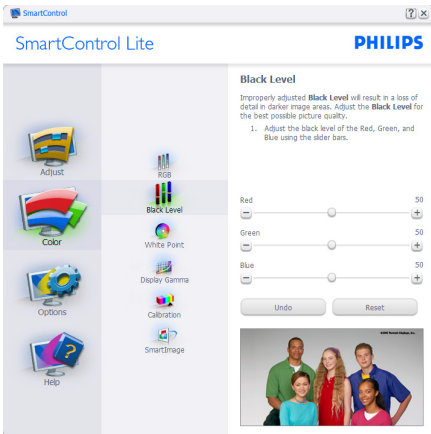 SmartControl
SmartControl Lite
PHILIPS
Adjust
Color
Options
Help
RGB
Black Level
White Point
Display Gamma
Calibration
SmartImage
Black Level
Improperly adjusted Black Level will result in a loss of
detail in darker image areas. Adjust the Black Level for
the best possible picture quality.
1. Adjust the black level of the Red, Green, and
Blue using the slider bars.
Red 50
Green 50
Blue 50
Undo Reset